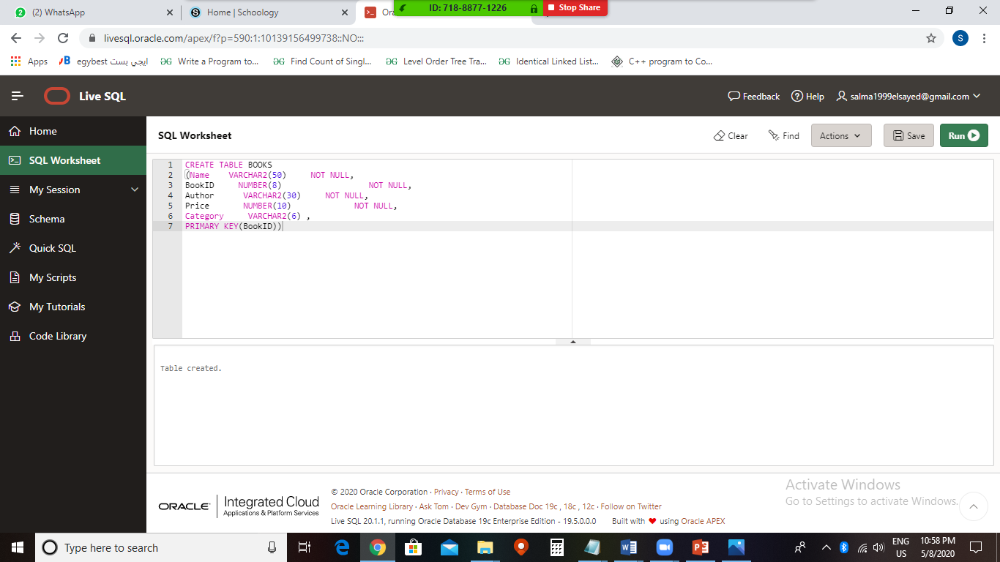 (2) WhatsApp
Home | Schoology
Ora
ID: 718-8877-1226
Stop Share
livesql.oracle.com/apex/f?p=590:1:10139156499738::NO:::
S
Apps
egybest ايجي بست
Write a Program to...
Find Count of Singl...
Level Order Tree Tra...
Identical Linked List...
C++ program to Co...
Live SQL
Feedback
Help
salma1999elsayed@gmail.com
Home
SQL Worksheet
My Session
Schema
Quick SQL
My Scripts
My Tutorials
Code Library
SQL Worksheet
Clear
Find
Actions
Save
Run
1 CREATE TABLE BOOKS
2 (Name VARCHAR2(50) NOT NULL,
3 BookID NUMBER(8) NOT NULL,
4 Author VARCHAR2(30) NOT NULL,
5 Price NUMBER(10) NOT NULL,
6 Category VARCHAR2(6) ,
7 PRIMARY KEY(BookID))
Table created.
ORACLE
Integrated Cloud
Applications & Platform Services
© 2020 Oracle Corporation · Privacy · Terms of Use
Oracle Learning Library · Ask Tom · Dev Gym · Database Doc 19c, 18c, 12c · Follow on Twitter
Live SQL 20.1.1, running Oracle Database 19c Enterprise Edition - 19.5.0.0.0 Built with ❤ using Oracle APEX
Activate Windows
Go to Settings to activate Windows.
Type here to search
ENG
US
10:58 PM
5/8/2020